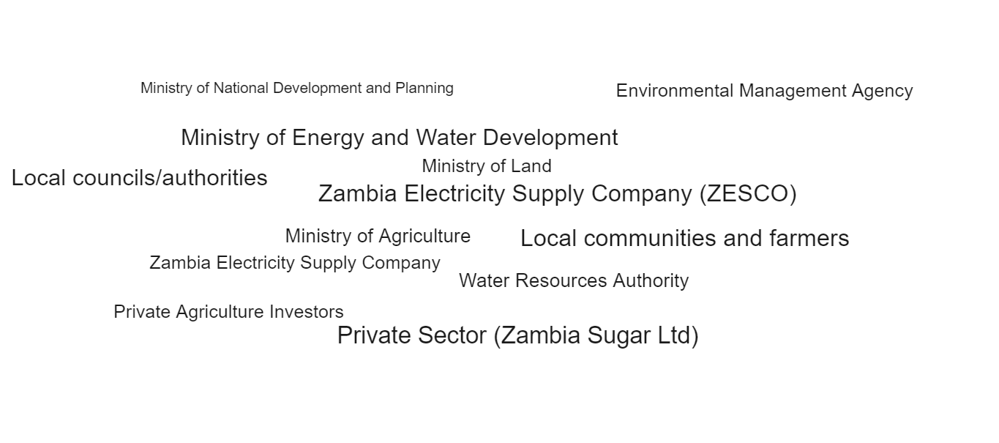 Ministry of National Development and Planning
Environmental Management Agency
Ministry of Energy and Water Development
Ministry of Land
Local councils/authorities
Zambia Electricity Supply Company (ZESCO)
Ministry of Agriculture
Local communities and farmers
Zambia Electricity Supply Company
Water Resources Authority
Private Agriculture Investors
Private Sector (Zambia Sugar Ltd)